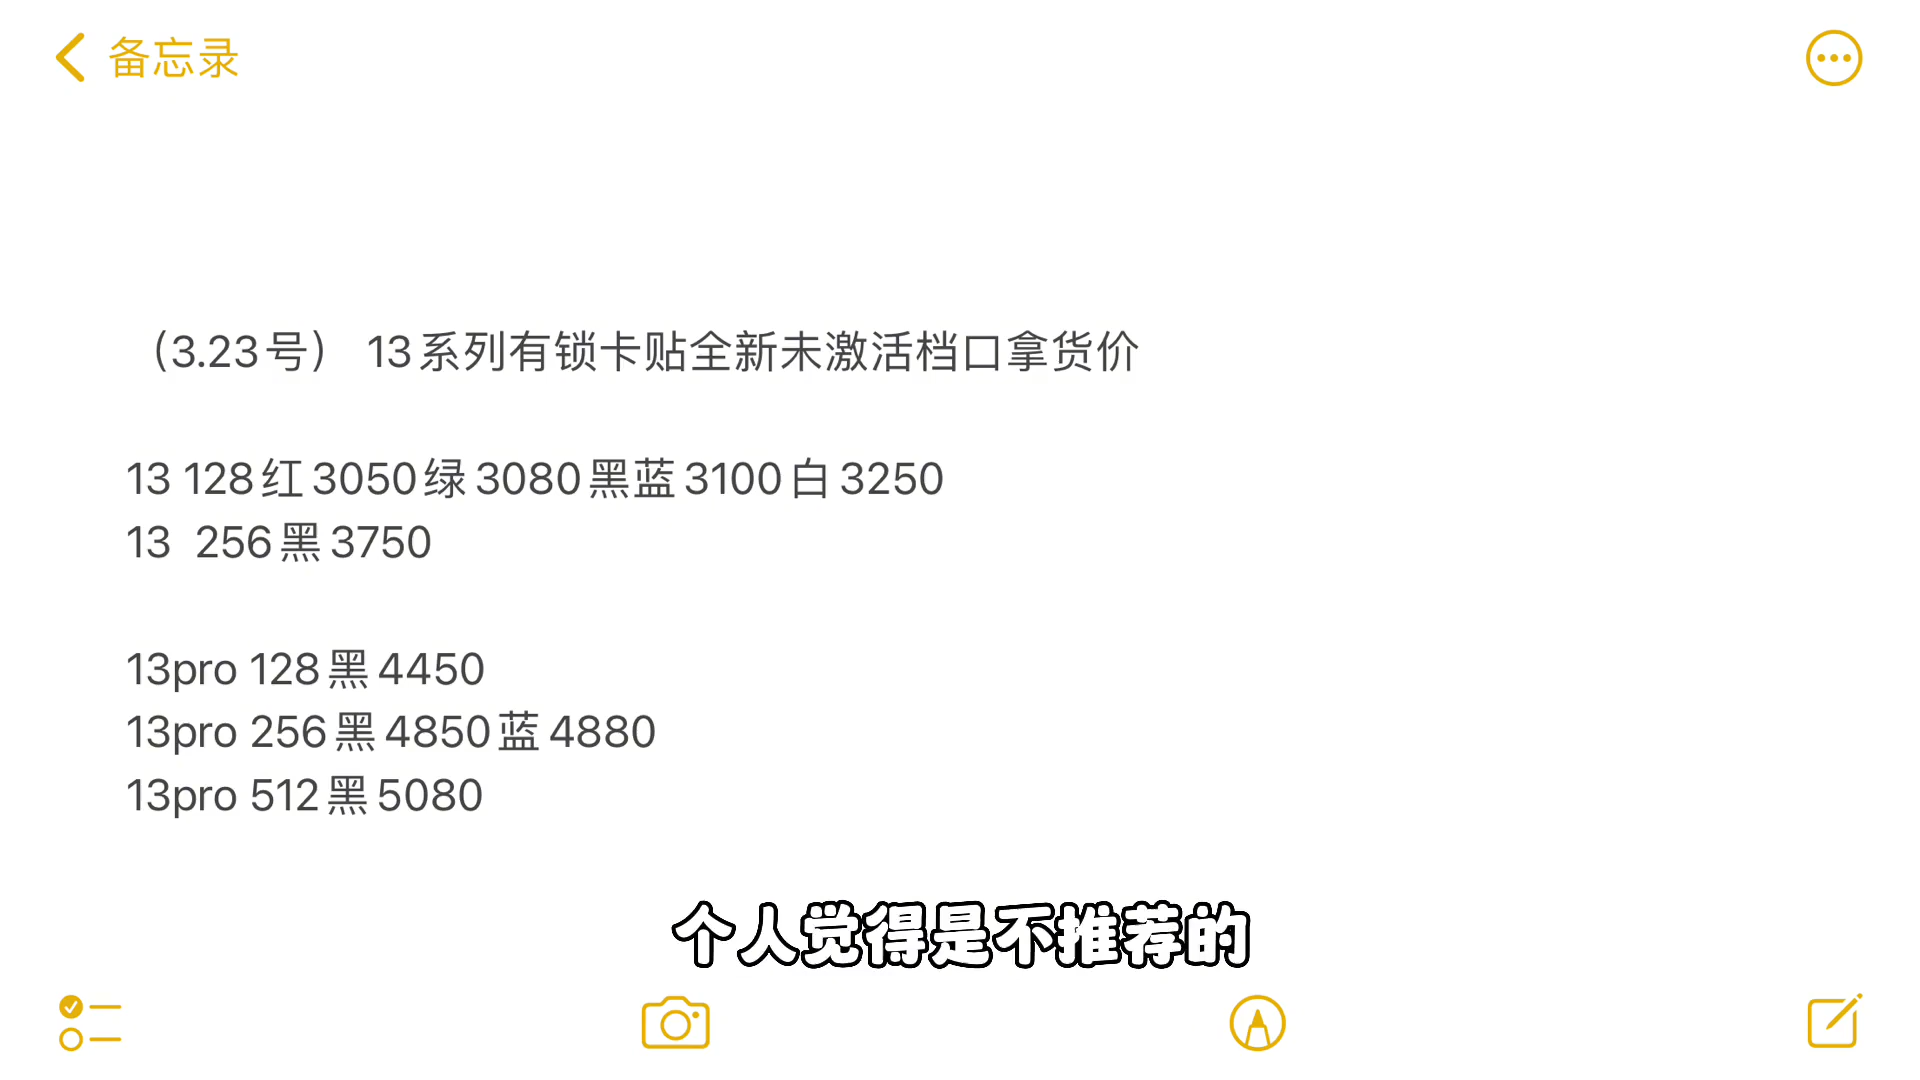 备忘录
（3.23号） 13系列有锁卡贴全新未激活档口拿货价
13 128红3050绿3080黑蓝3100白3250
13 256黑3750
13pro 128黑4450
13pro 256黑4850蓝4880
13pro 512黑5080
个人觉得是不推荐的